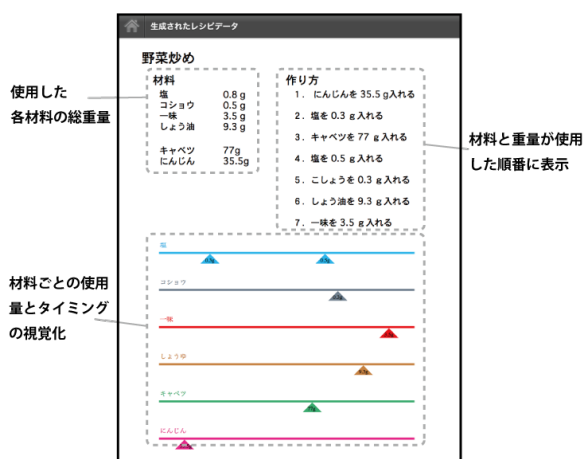 生成されたレシピデータ
野菜炒め
材料
塩 0.8 g
コショウ 0.5 g
一味 3.5 g
しょう油 9.3 g
キャベツ 77g
にんじん 35.5g
作り方
1. にんじんを 35.5 g入れる
2. 塩を 0.3 g入れる
3. キャベツを 77 g入れる
4. 塩を 0.5 g入れる
5. こしょうを 0.3 g入れる
6. しょう油を 9.3 g入れる
7. 一味を 3.5 g入れる
使用した
各材料の総重量
材料と重量が使用
した順番に表示
材料ごとの使用
量とタイミング
の視覚化
塩
コショウ
一味
しょうゆ
キャベツ
にんじん